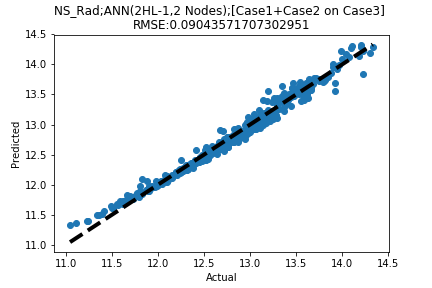 NS_Rad;ANN(2HL-1,2 Nodes);[Case1+Case2 on Case3]
RMSE:0.09043571707302951
14.5
14.0
13.5
13.0
12.5
12.0
11.5
11.0
Predicted
11.0 11.5 12.0 12.5 13.0 13.5 14.0 14.5
Actual